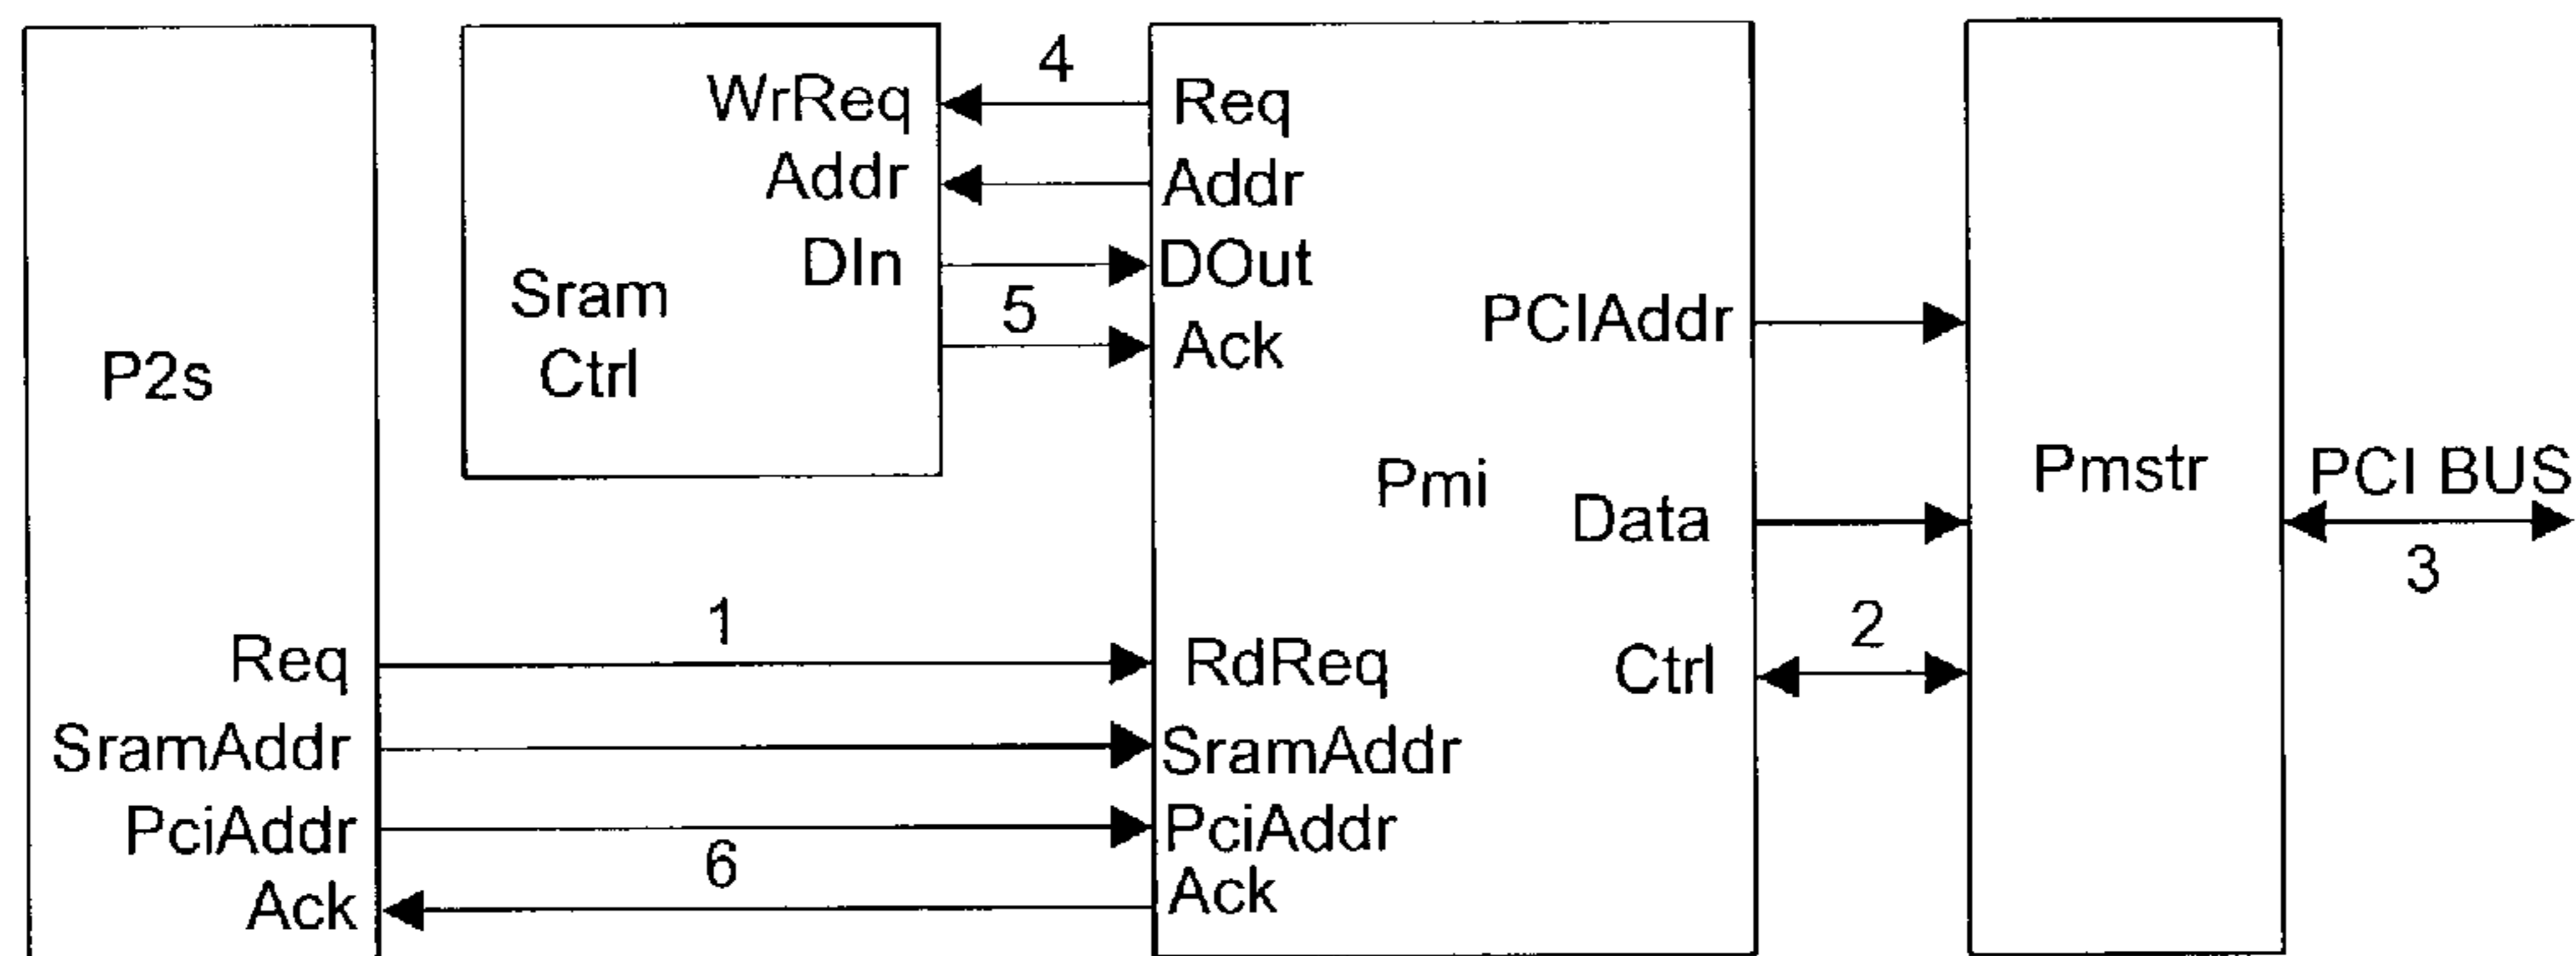 P2s
Req
SramAddr
PciAddr
Ack
Sram
Ctrl
WrReq
Addr
DIn
4
5
1
6
Req
Addr
DOut
Ack
Pmi
RdReq
SramAddr
PciAddr
Ack
PCIAddr
Data
Ctrl
2
Pmstr
PCI BUS
3